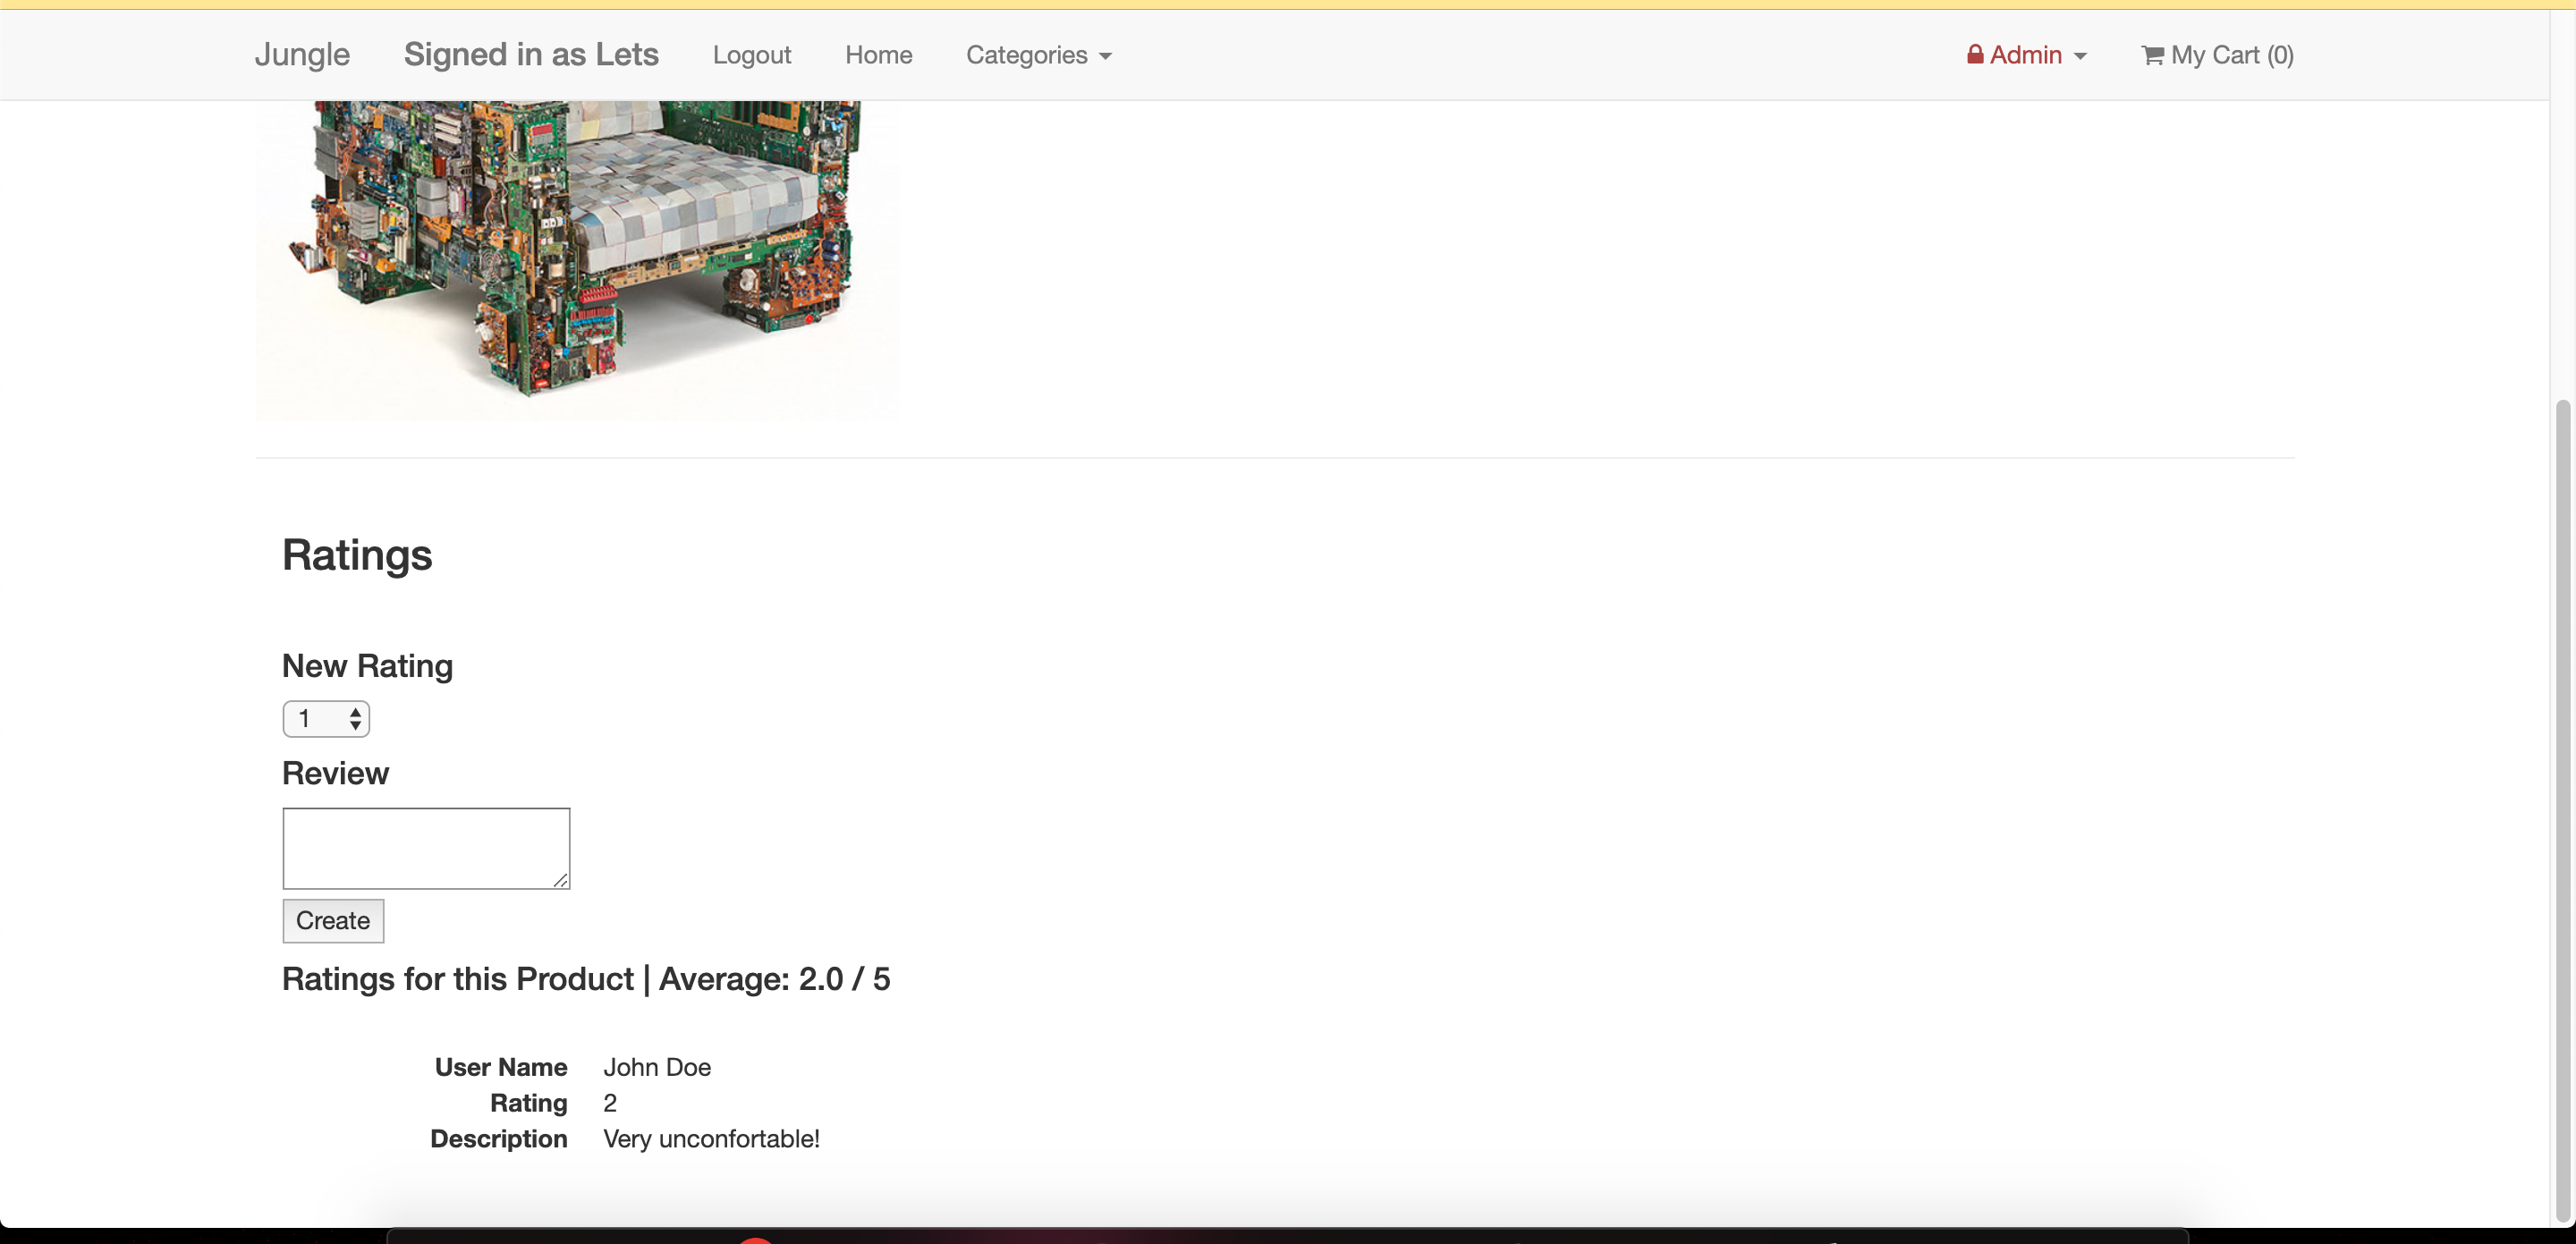 Jungle Signed in as Lets Logout Home Categories Admin My Cart (0)
Ratings
New Rating
1
Review
Create
Ratings for this Product | Average: 2.0 / 5
User Name John Doe
Rating 2
Description Very unconfortable!